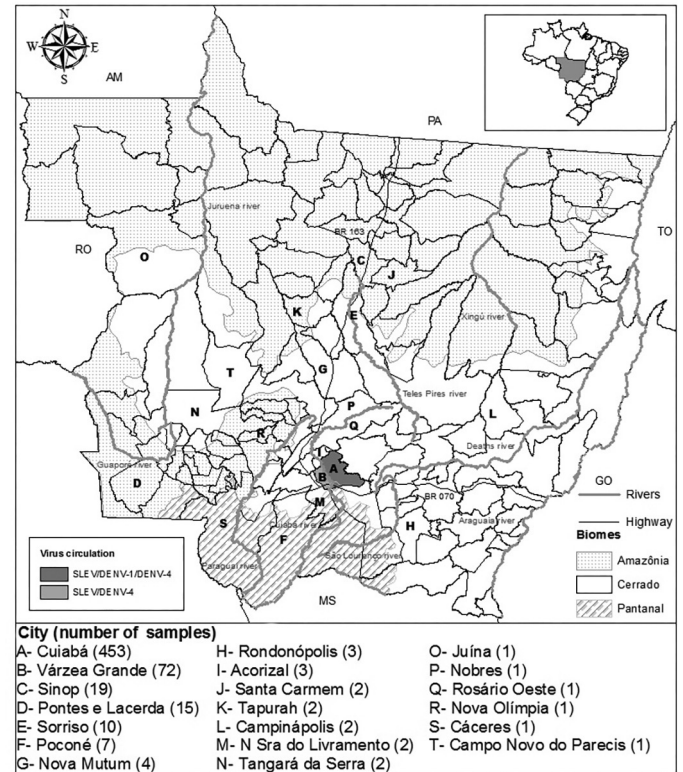 N
W E
S
AM
PA
Juruena river
BR 163
TO
RO
O
C
J
K
E
Xingú river
G
T
Teles Pires river
N
P
L
Q
R
Deaths river
I
A
Guaporé river
B
GO
D
Rivers
M
BR 070
S
Cuiabá river
H
Araguaia river
Highway
F
Biomes
São Lourenço river
Virus circulation
Paraguai river
Amazônia
SLEV/DENV-1/DENV-4
Cerrado
SLEV/DENV-4
MS
Pantanal
City (number of samples)
A- Cuiabá (453)
B- Várzea Grande (72)
C- Sinop (19)
D- Pontes e Lacerda (15)
E- Sorriso (10)
F- Poconé (7)
G- Nova Mutum (4)
H- Rondonópolis (3)
I- Acorizal (3)
J- Santa Carmem (2)
K- Tapurah (2)
L- Campinápolis (2)
M- N Sra do Livramento (2)
N- Tangará da Serra (2)
O- Juína (1)
P- Nobres (1)
Q- Rosário Oeste (1)
R- Nova Olímpia (1)
S- Cáceres (1)
T- Campo Novo do Parecis (1)